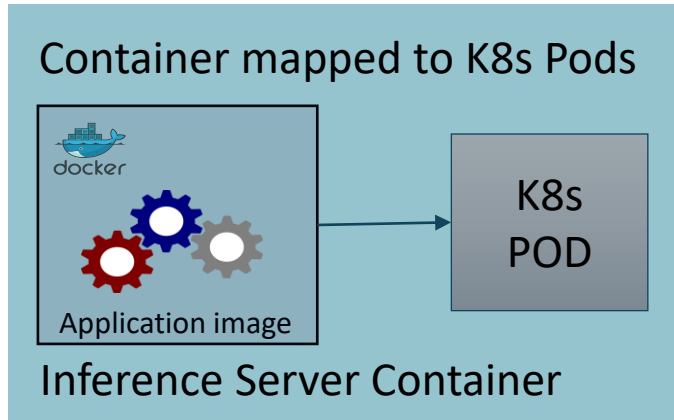 Container mapped to K8s Pods
docker
K8s
POD
Application image
Inference Server Container